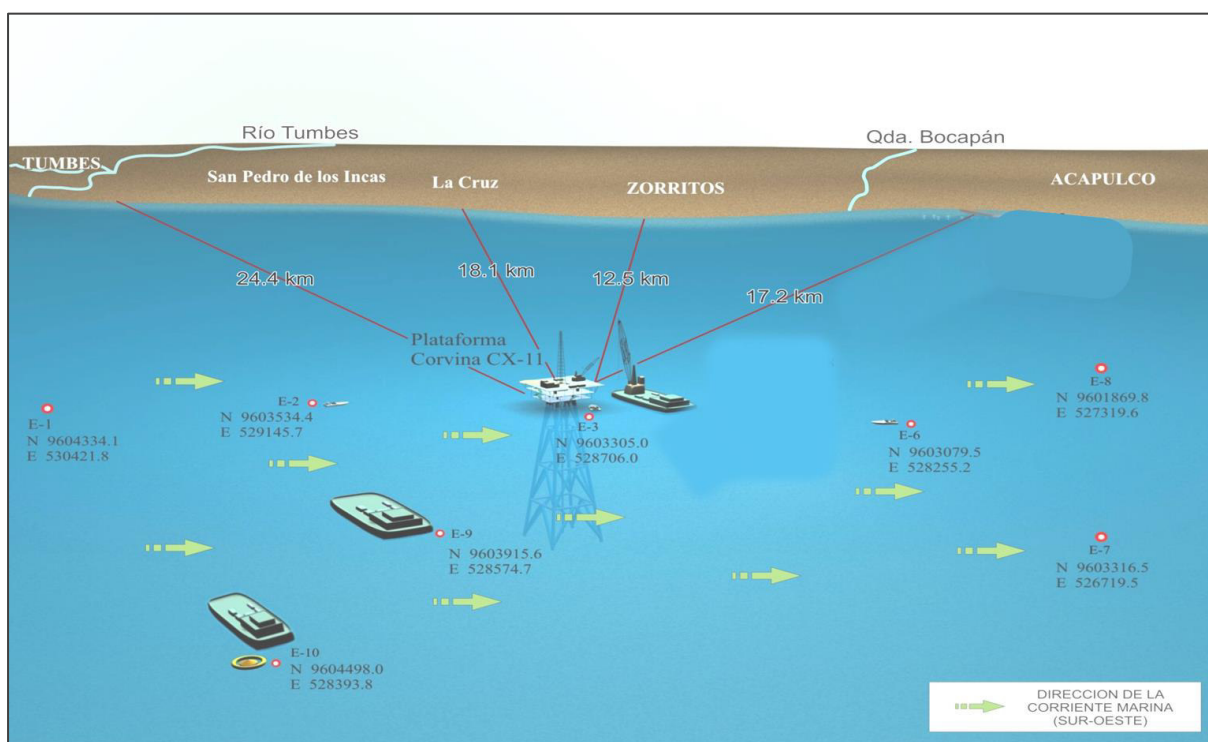 Río Tumbes
Qda. Bocapán
TUMBES
San Pedro de los Incas
La Cruz
ZORRITOS
ACAPULCO
24.4 km
18.1 km
12.5 km
17.2 km
Plataforma
Corvina CX-11
E-1
N 9604334.1
E 530421.8
E-2
N 9603534.4
E 529145.7
E-3
N 9603305.0
E 528706.0
E-6
N 9603079.5
E 528255.2
E-8
N 9601869.8
E 527319.6
E-9
N 9603915.6
E 528574.7
E-7
N 9603316.5
E 526719.5
E-10
N 9604498.0
E 528393.8
DIRECCION DE LA
CORRIENTE MARINA
(SUR-OESTE)